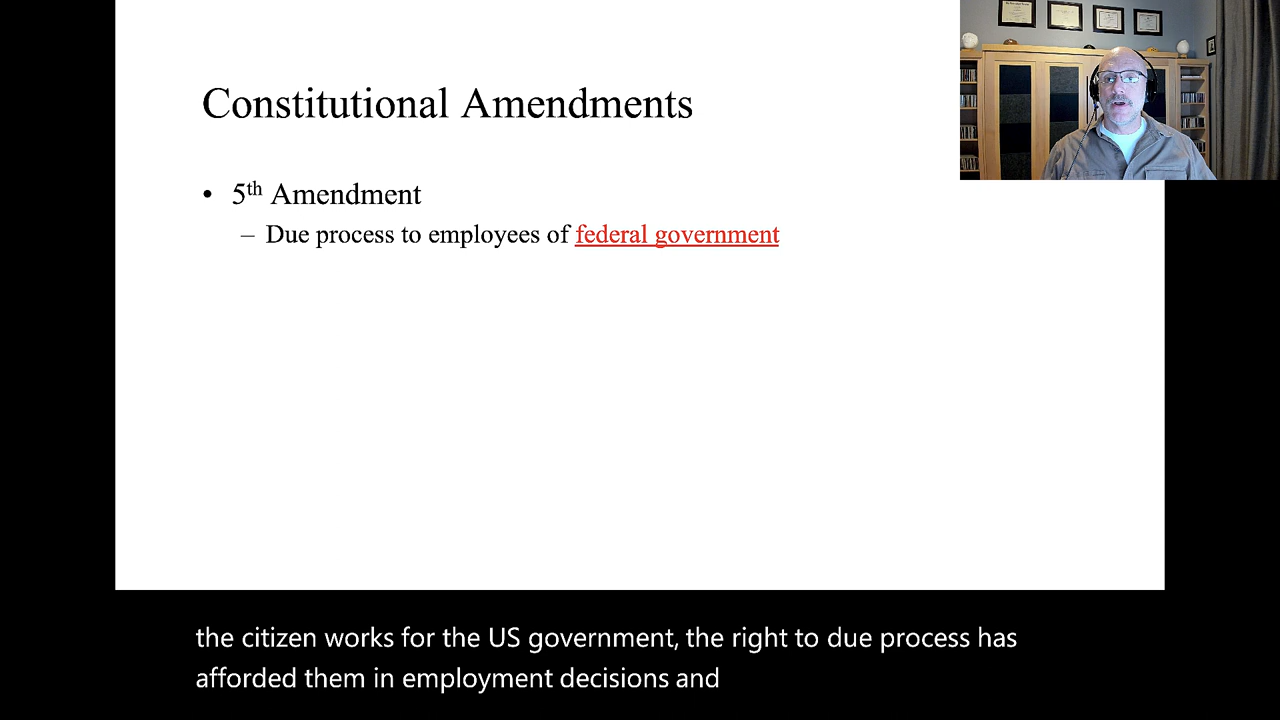 Constitutional Amendments
• 5th Amendment
– Due process to employees of federal government
the citizen works for the US government, the right to due process has
afforded them in employment decisions and